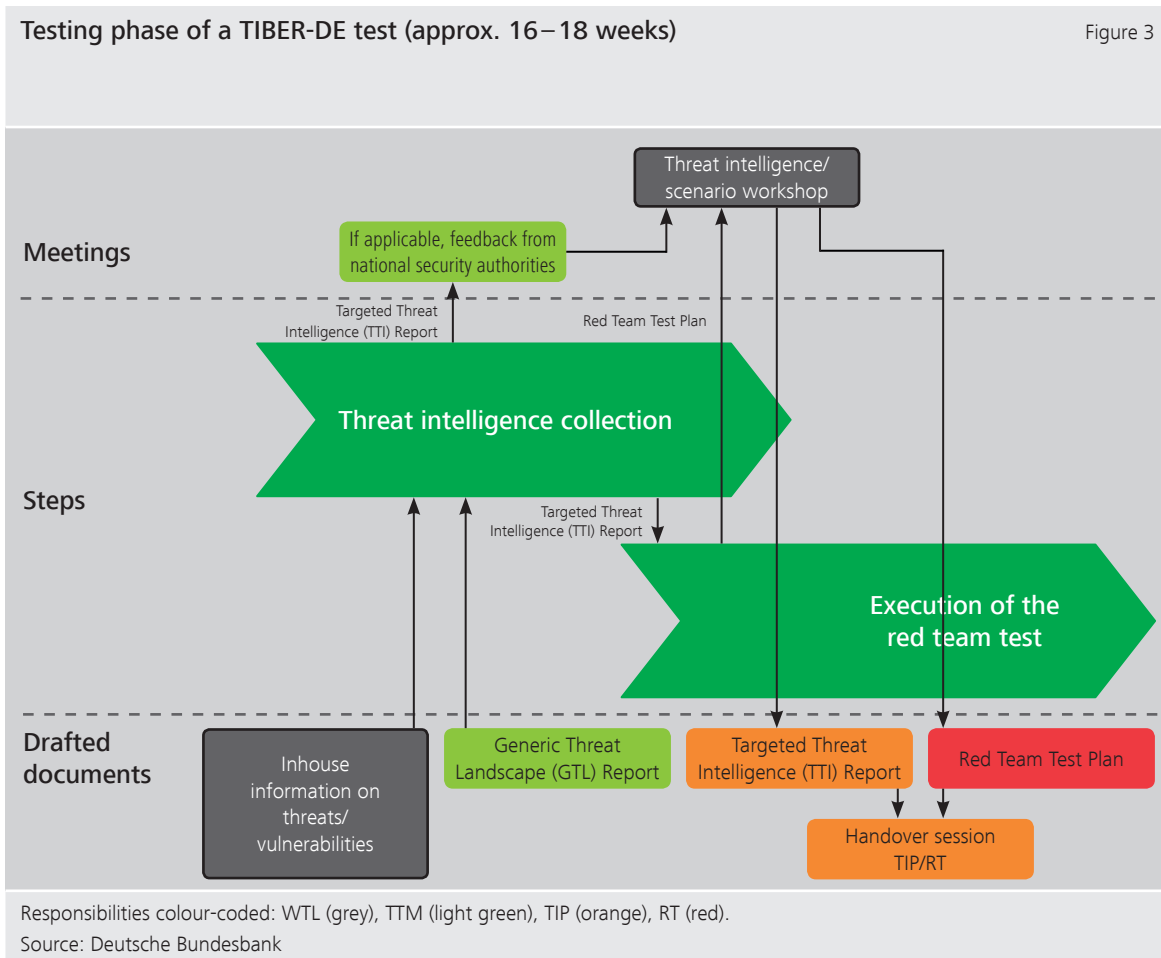 Testing phase of a TIBER-DE test (approx. 16–18 weeks)
Figure 3
Threat intelligence/
scenario workshop
Meetings
If applicable, feedback from
national security authorities
Targeted Threat
Intelligence (TTI) Report
Red Team Test Plan
Threat intelligence collection
Steps
Targeted Threat
Intelligence (TTI) Report
Execution of the
red team test
Drafted
documents
Inhouse
information on
threats/
vulnerabilities
Generic Threat
Landscape (GTL) Report
Targeted Threat
Intelligence (TTI) Report
Red Team Test Plan
Handover session
TIP/RT
Responsibilities colour-coded: WTL (grey), TTM (light green), TIP (orange), RT (red).
Source: Deutsche Bundesbank